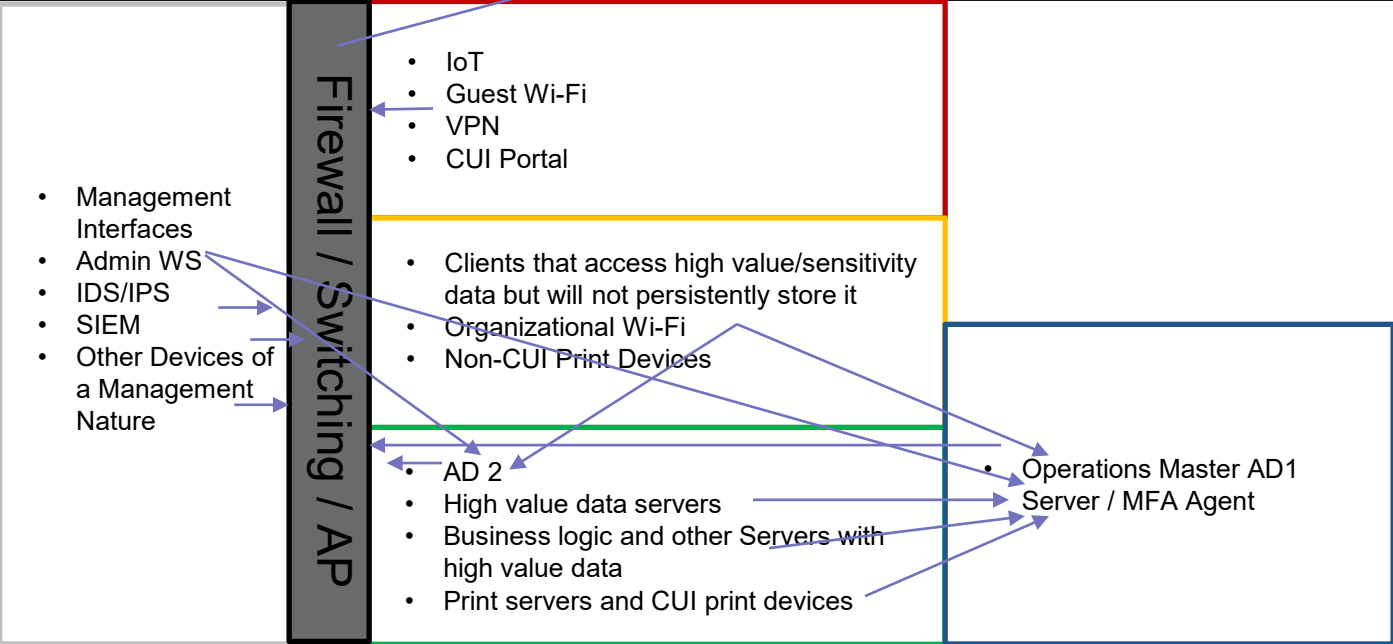 • Management
Interfaces
• Admin WS
• IDS/IPS
• SIEM
• Other Devices of
a Management
Nature
Firewall / Switching / AP
• IoT
• Guest Wi-Fi
• VPN
• CUI Portal
• Clients that access high value/sensitivity
data but will not persistently store it
• Organizational Wi-Fi
• Non-CUI Print Devices
• AD 2
• High value data servers
• Business logic and other Servers with
high value data
• Print servers and CUI print devices
• Operations Master AD1
Server / MFA Agent